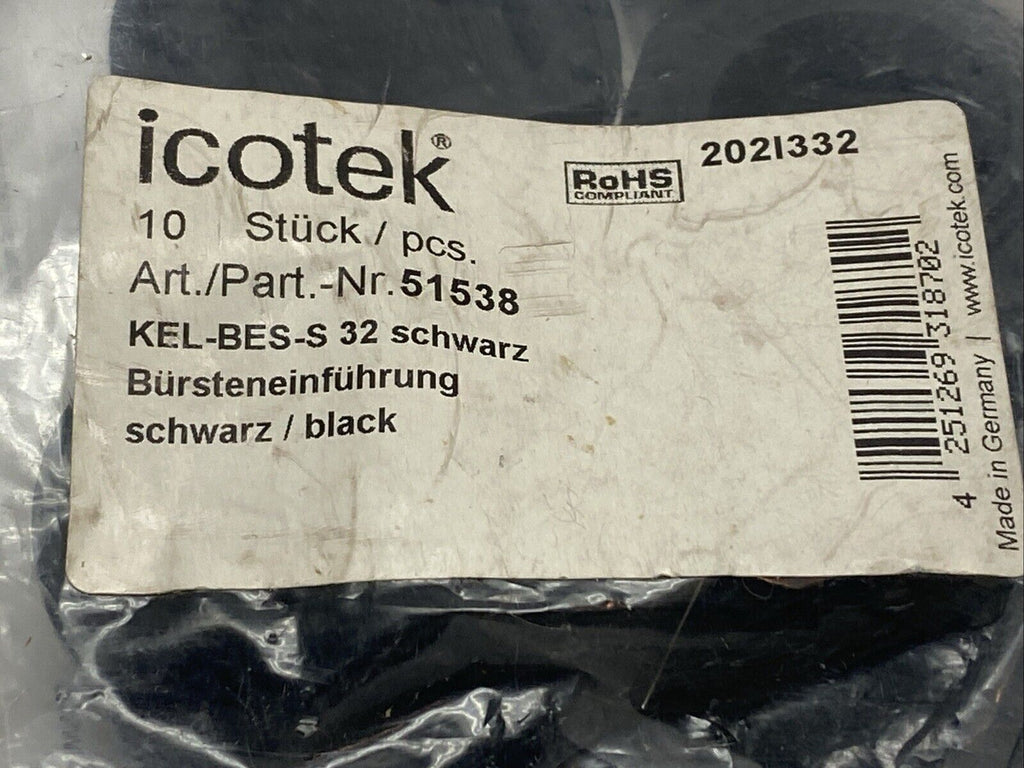 icotek®
10 Stück / pcs.
Art./Part.-Nr. 51538
KEL-BES-S 32 schwarz
Bürsteneinführung
schwarz / black
RoHS
COMPLIANT
2021332
4 251269 318702
Made in Germany | www.icotek.com